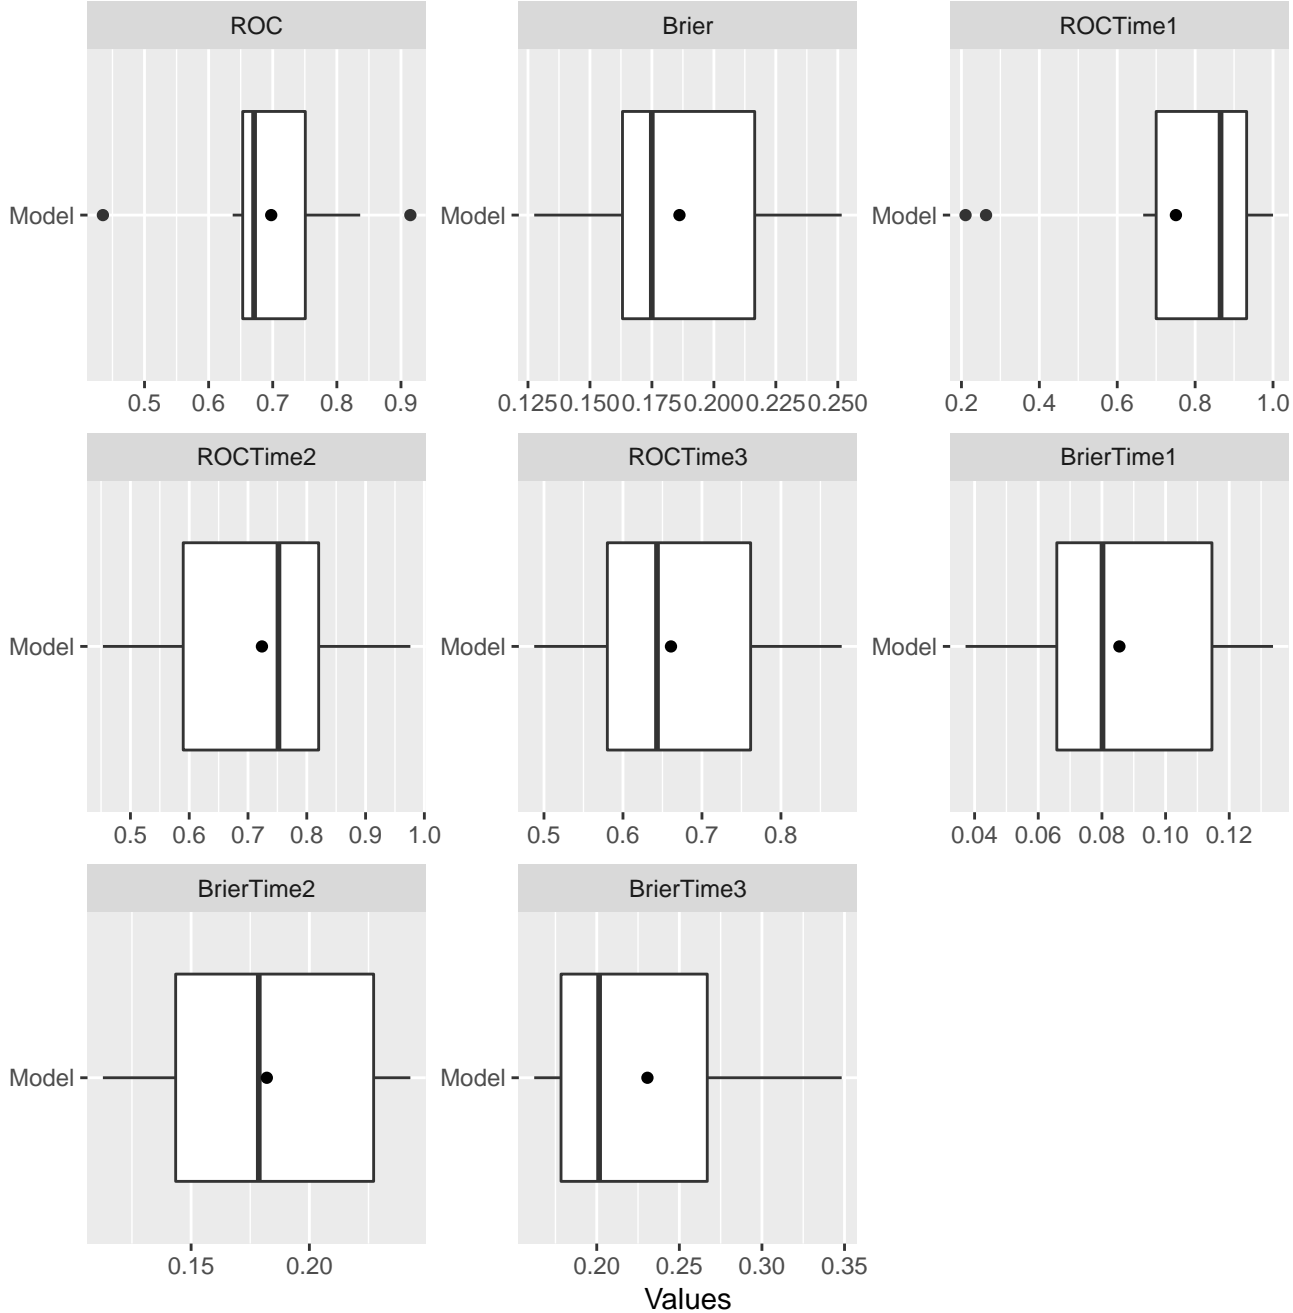 ROC Brier ROCTime1
Model Model Model
0.5 0.6 0.7 0.8 0.9 0.125 0.150 0.175 0.200 0.225 0.250 0.2 0.4 0.6 0.8 1.0
ROCTime2 ROCTime3 BrierTime1
Model Model Model
0.5 0.6 0.7 0.8 0.9 1.0 0.5 0.6 0.7 0.8 0.04 0.06 0.08 0.10 0.12
BrierTime2 BrierTime3
Model Model
0.15 0.20 0.20 0.25 0.30 0.35
Values